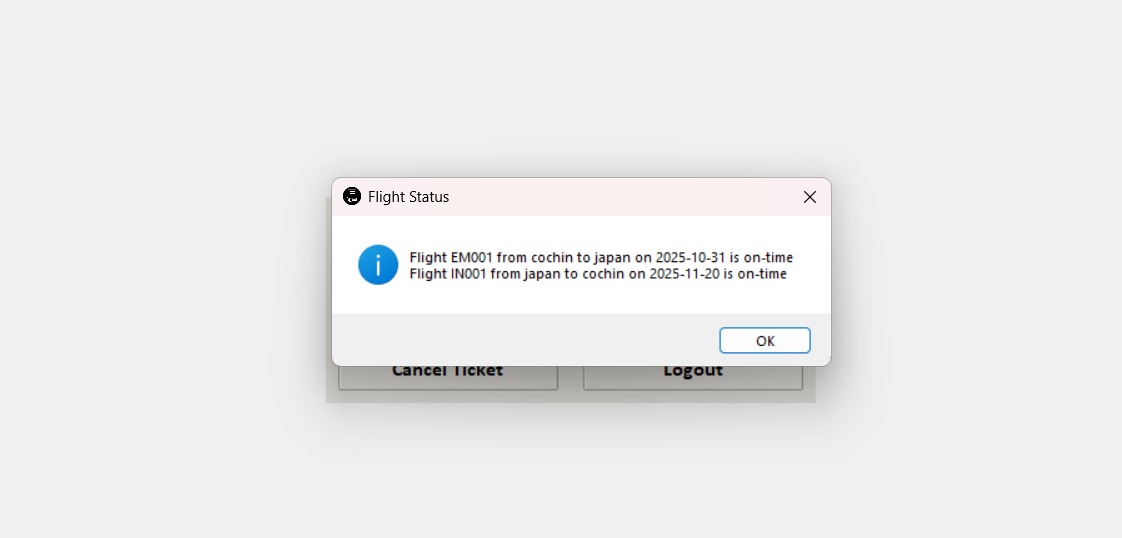 Flight Status
Flight EM001 from cochin to japan on 2025-10-31 is on-time
Flight IN001 from japan to cochin on 2025-11-20 is on-time
OK
Cancel Ticket
Logout